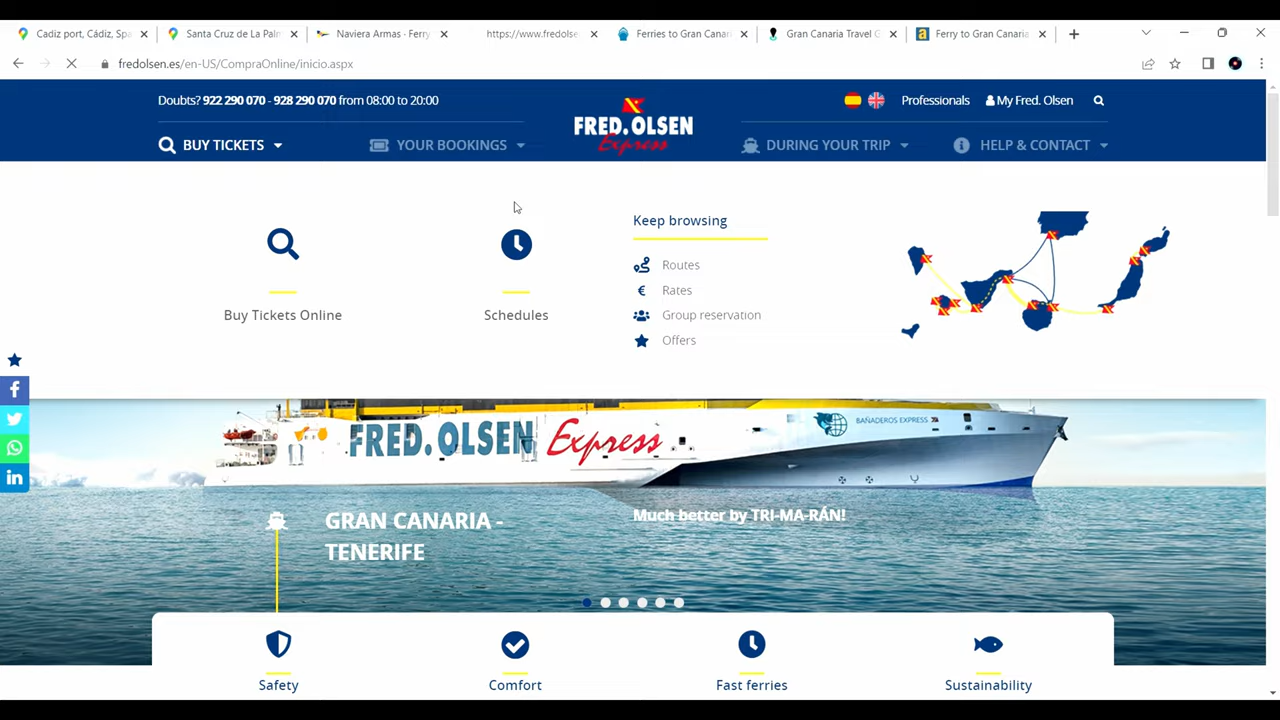 Cadiz port, Cádiz, Spa
Santa Cruz de La Palm
Naviera Armas - Ferry
https://www.fredolse
Ferries to Gran Canari
Gran Canaria Travel G
Ferry to Gran Canaria
fredolsen.es/en-US/CompraOnline/inicio.aspx
Doubts? 922 290 070 - 928 290 070 from 08:00 to 20:00
Professionals
My Fred. Olsen
FRED. OLSEN
Express
BUY TICKETS
YOUR BOOKINGS
DURING YOUR TRIP
HELP & CONTACT
Keep browsing
Buy Tickets Online
Schedules
Routes
€ Rates
Group reservation
Offers
FRED. OLSEN Express
BAÑADEROS EXPRESS
GRAN CANARIA -
TENERIFE
Much better by TRI-MA-RÁN!
Safety
Comfort
Fast ferries
Sustainability